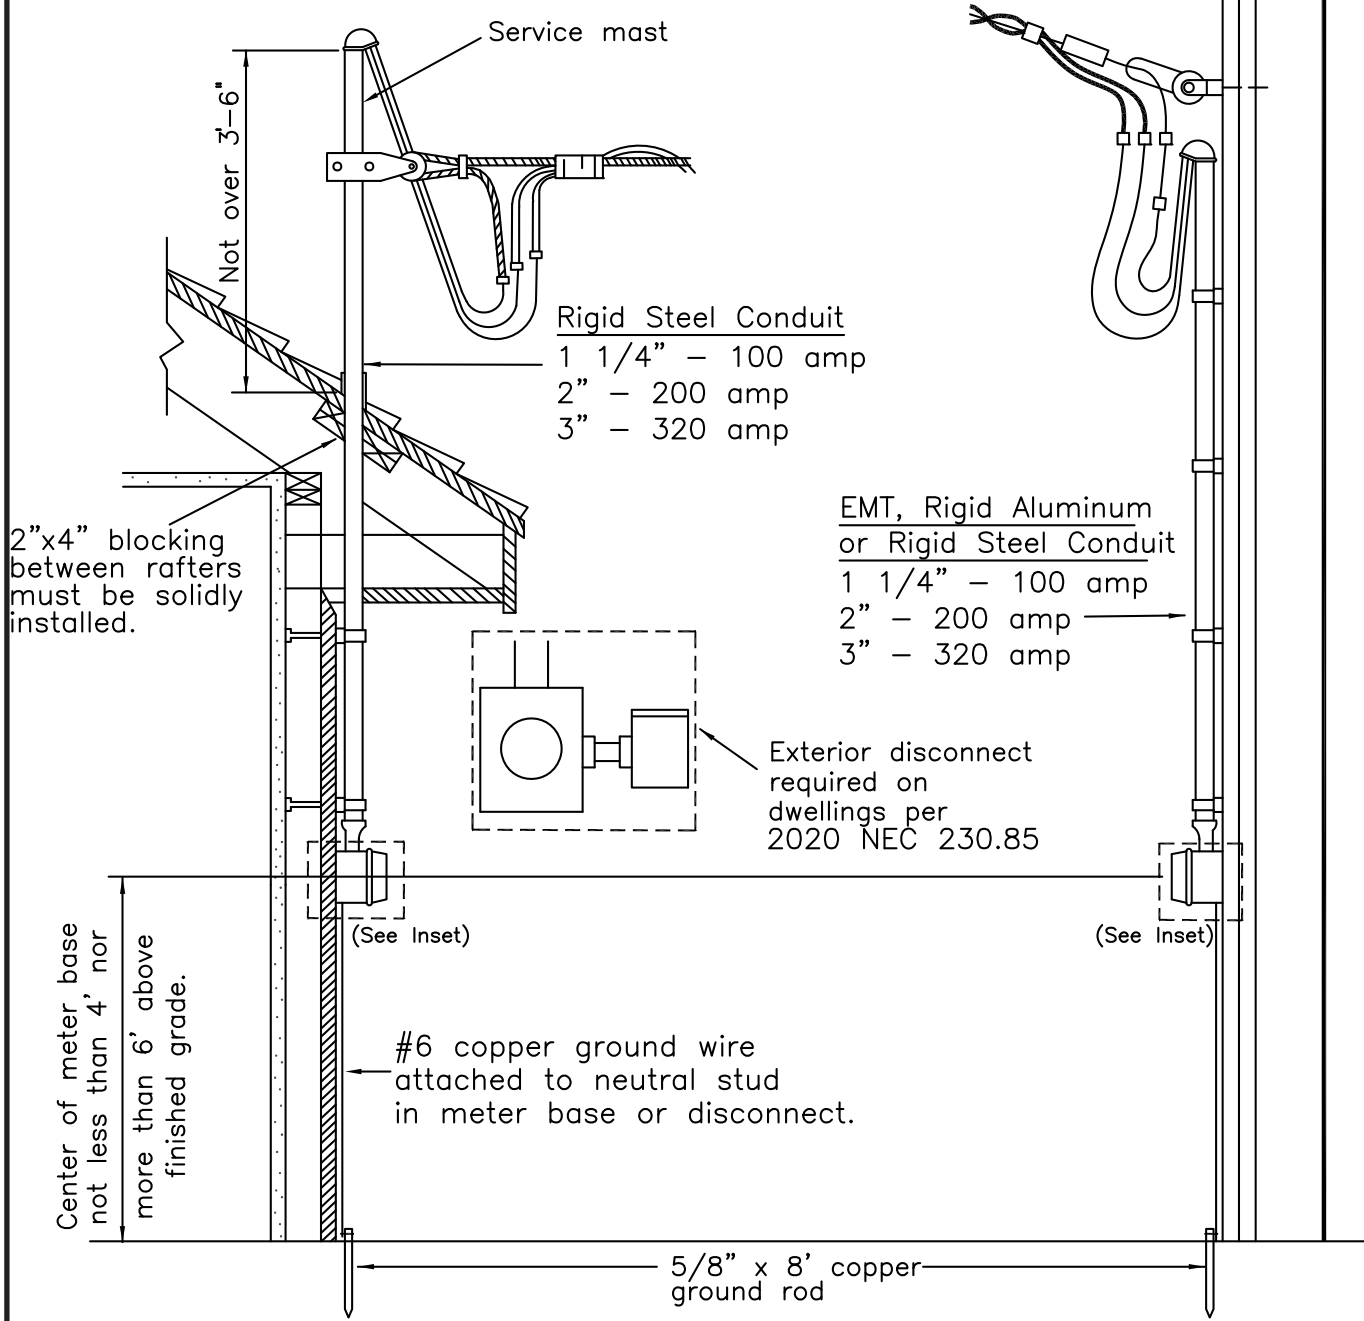 Service mast
Not over 3'-6"
Rigid Steel Conduit
1 1/4” – 100 amp
2” – 200 amp
3” – 320 amp
EMT, Rigid Aluminum
or Rigid Steel Conduit
1 1/4” – 100 amp
2” – 200 amp
3” – 320 amp
2”x4” blocking
between rafters
must be solidly
installed.
Exterior disconnect
required on
dwellings per
2020 NEC 230.85
(See Inset)
(See Inset)
Center of meter base
not less than 4’ nor
more than 6’ above
finished grade.
#6 copper ground wire
attached to neutral stud
in meter base or disconnect.
5/8” x 8’ copper
ground rod